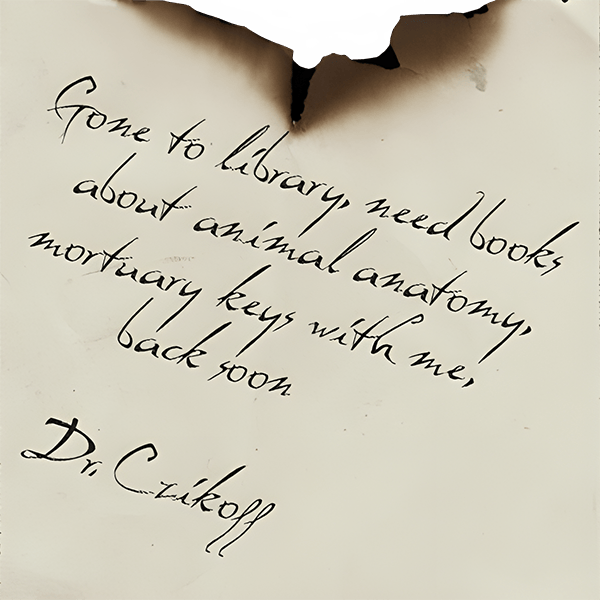 Gone to library, need books
about animal anatomy,
mortuary keys with me,
back soon
Dr. Czikoff